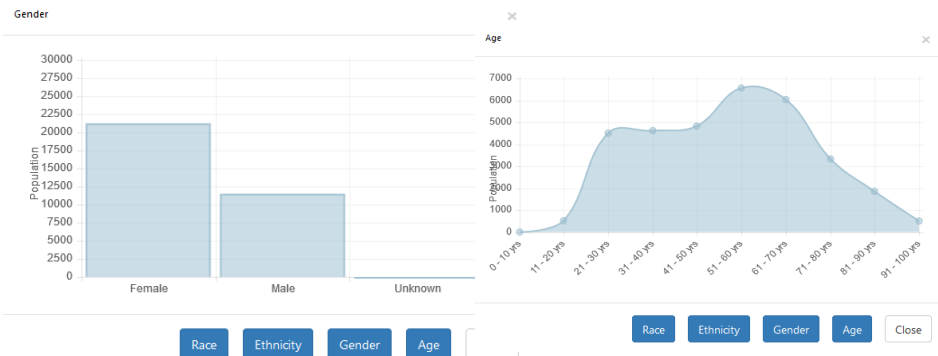 Gender
×
30000
27500
25000
22500
20000
17500
15000
12500
10000
7500
5000
2500
0
Population
Female Male Unknown
Race Ethnicity Gender Age
Age
×
7000
6000
5000
4000
3000
2000
1000
0
Population
0 - 10 yrs 11 - 20 yrs 21 - 30 yrs 31 - 40 yrs 41 - 50 yrs 51 - 60 yrs 61 - 70 yrs 71 - 80 yrs 81 - 90 yrs 91 - 100 yrs
Race Ethnicity Gender Age Close